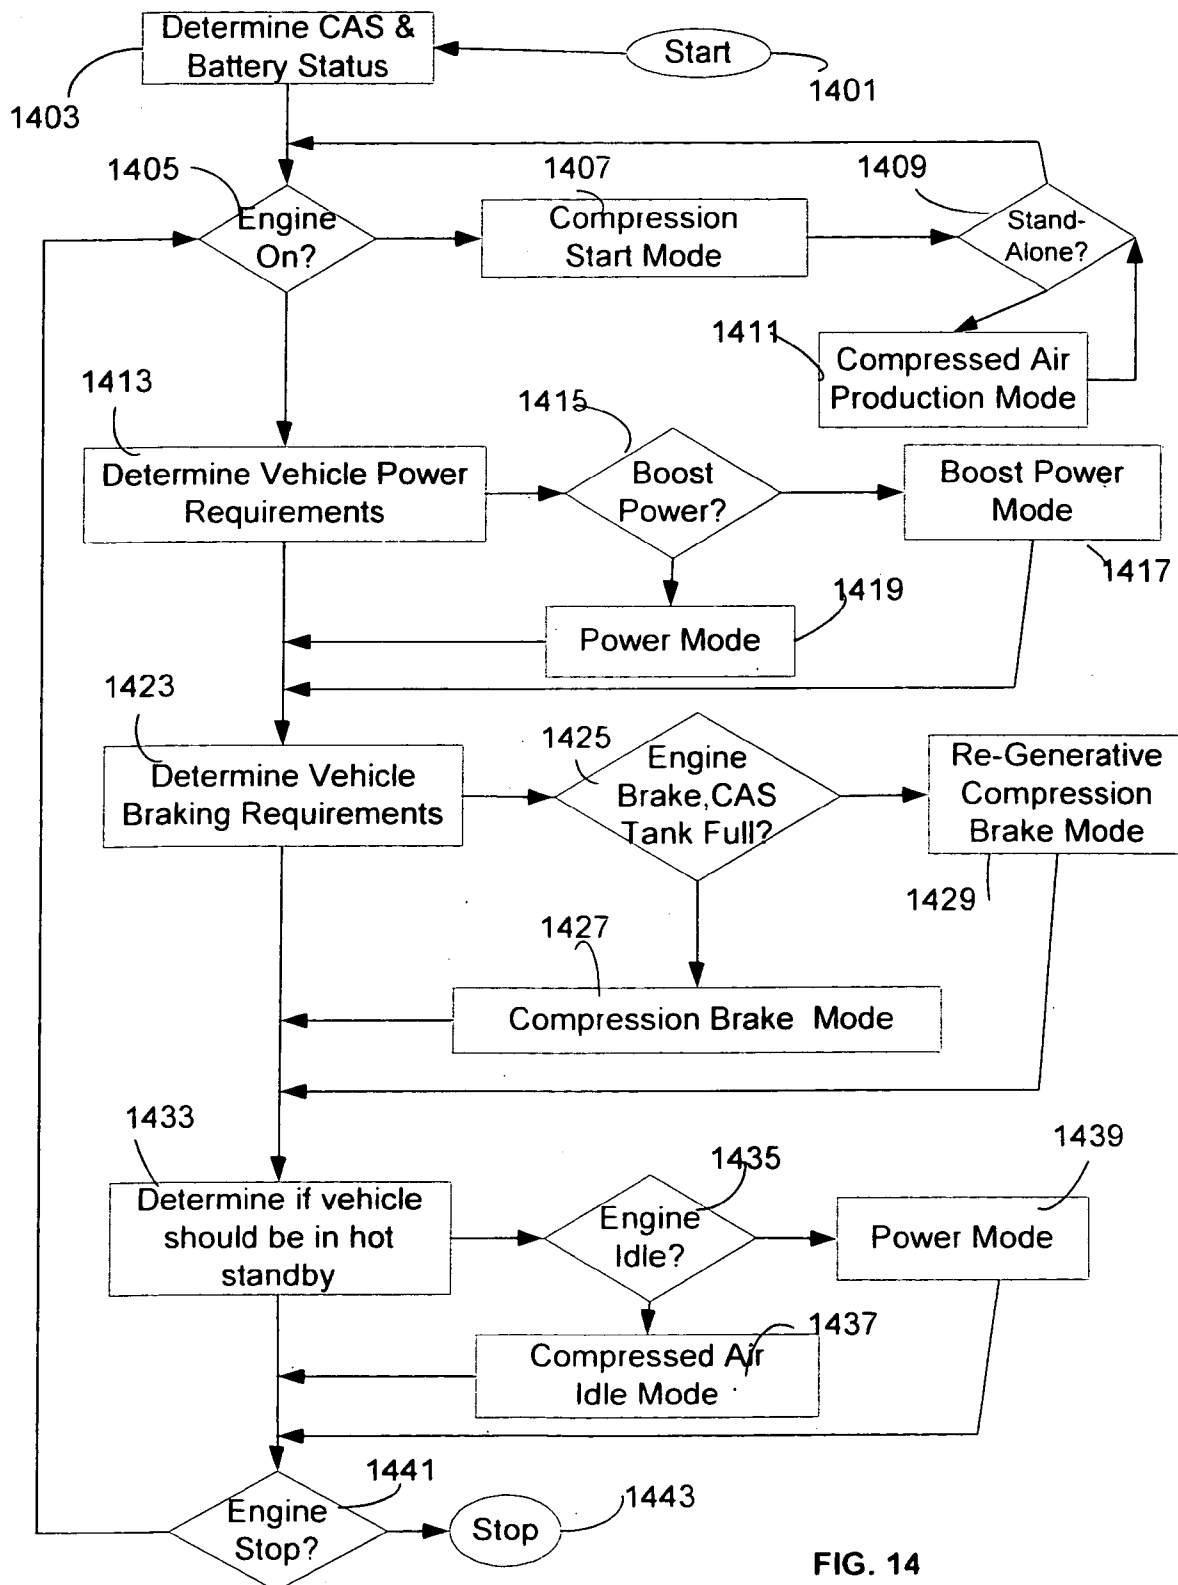 Determine CAS &
Battery Status
Start
1403
1401
1405
Engine
On?
1407
Compression
Start Mode
1409
Stand-
Alone?
1411
Compressed Air
Production Mode
1413
Determine Vehicle Power
Requirements
1415
Boost
Power?
Boost Power
Mode
1417
1419
Power Mode
1423
Determine Vehicle
Braking Requirements
1425
Engine
Brake,CAS
Tank Full?
Re-Generative
Compression
Brake Mode
1429
1427
Compression Brake Mode
1433
Determine if vehicle
should be in hot
standby
1435
Engine
Idle?
1439
Power Mode
1437
Compressed Air
Idle Mode
1441
Engine
Stop?
Stop
1443
FIG. 14